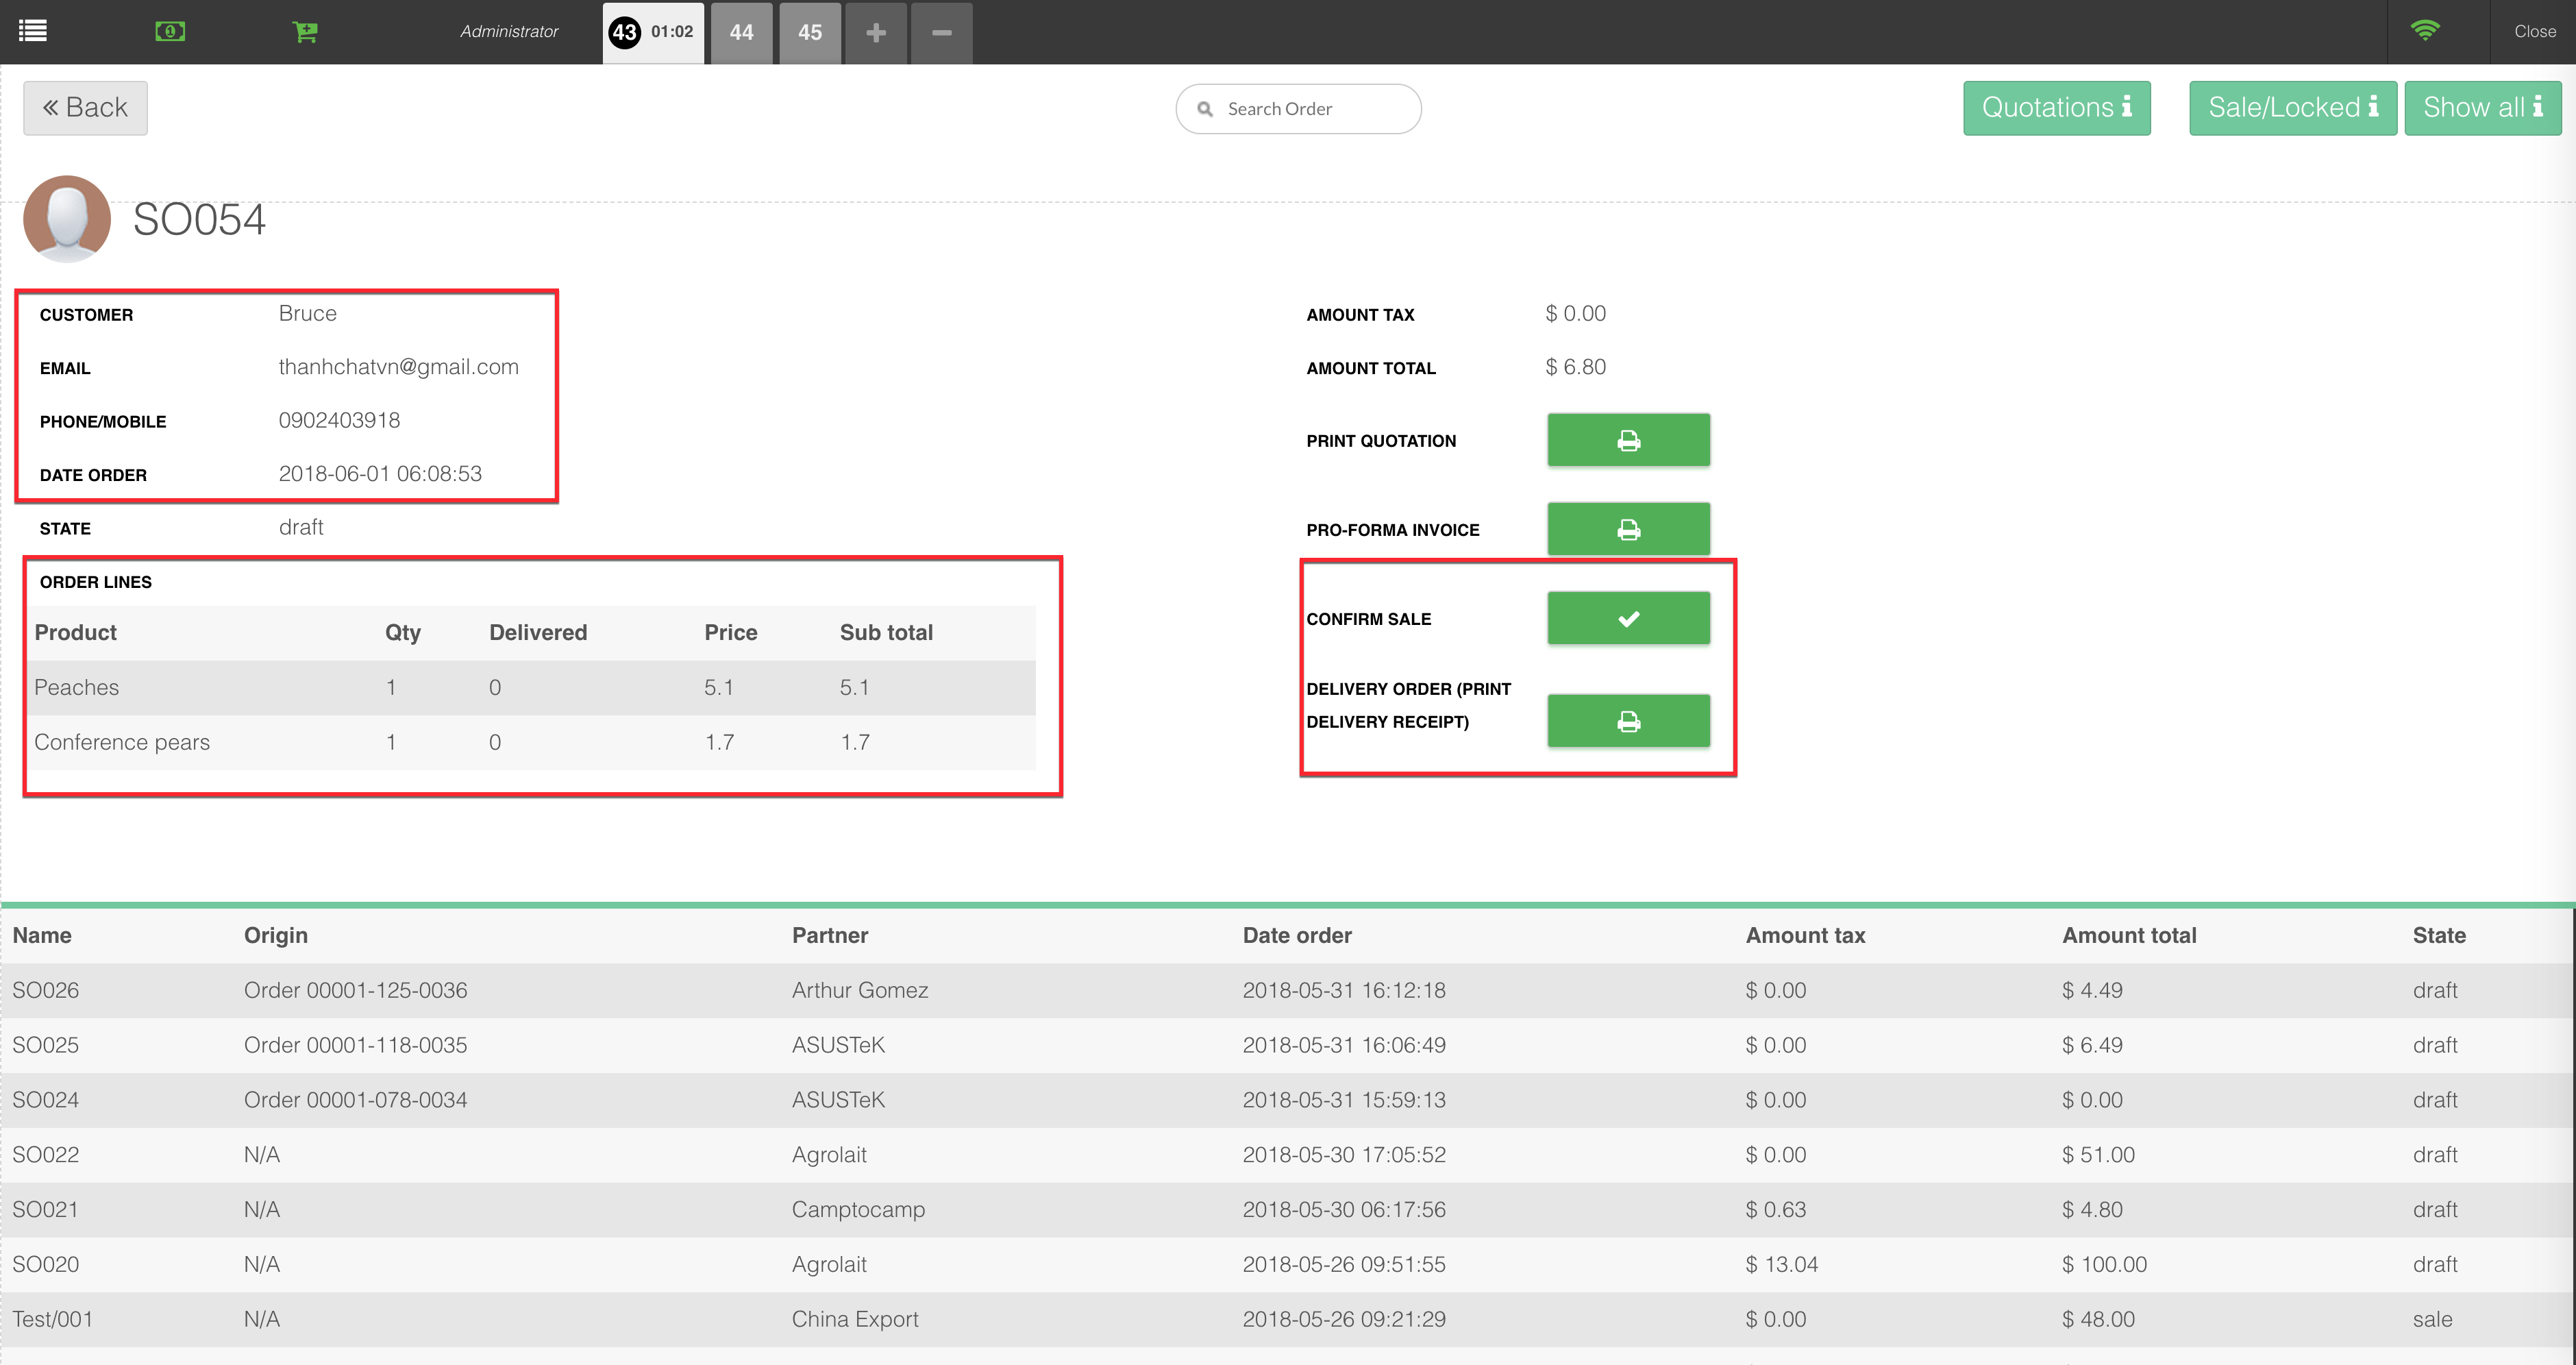 Administrator 43 01:02 44 45 Close
Back Search Order Quotations Sale/Locked Show all
SO054
CUSTOMER Bruce
EMAIL thanhchatvn@gmail.com
PHONE/MOBILE 0902403918
DATE ORDER 2018-06-01 06:08:53
STATE draft
ORDER LINES
Product Qty Delivered Price Sub total
Peaches 1 0 5.1 5.1
Conference pears 1 0 1.7 1.7
AMOUNT TAX $ 0.00
AMOUNT TOTAL $ 6.80
PRINT QUOTATION
PRO-FORMA INVOICE
CONFIRM SALE
DELIVERY ORDER (PRINT
DELIVERY RECEIPT)
Name Origin Partner Date order Amount tax Amount total State
SO026 Order 00001-125-0036 Arthur Gomez 2018-05-31 16:12:18 $ 0.00 $ 4.49 draft
SO025 Order 00001-118-0035 ASUSTeK 2018-05-31 16:06:49 $ 0.00 $ 6.49 draft
SO024 Order 00001-078-0034 ASUSTeK 2018-05-31 15:59:13 $ 0.00 $ 0.00 draft
SO022 N/A Agrolait 2018-05-30 17:05:52 $ 0.00 $ 51.00 draft
SO021 N/A Camptocamp 2018-05-30 06:17:56 $ 0.63 $ 4.80 draft
SO020 N/A Agrolait 2018-05-26 09:51:55 $ 13.04 $ 100.00 draft
Test/001 N/A China Export 2018-05-26 09:21:29 $ 0.00 $ 48.00 sale